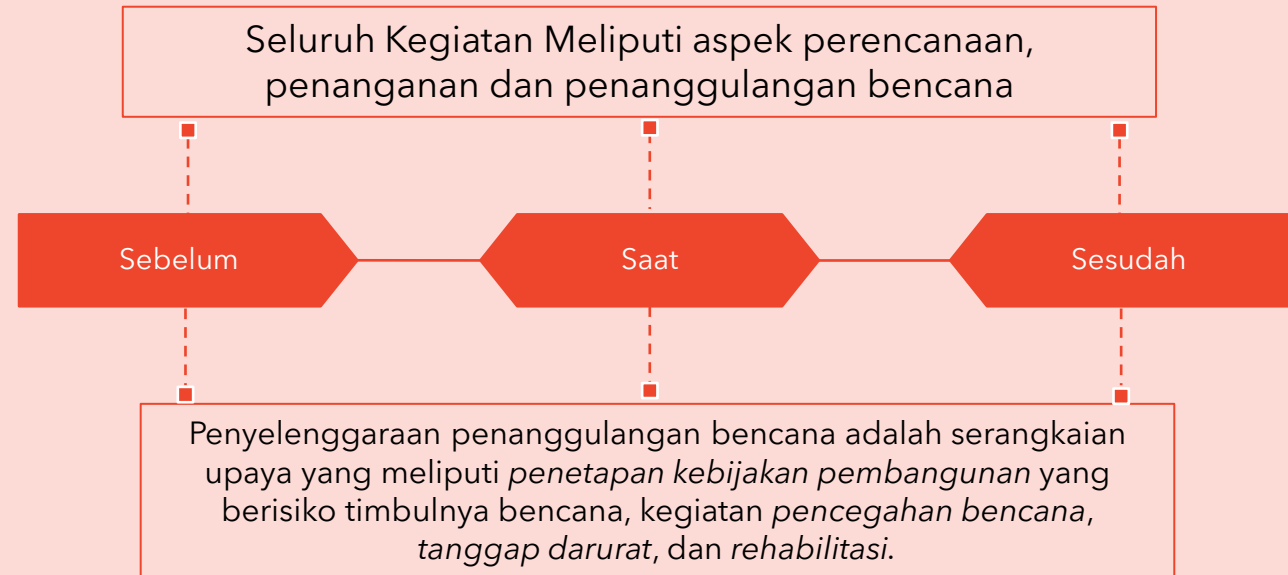 Seluruh Kegiatan Meliputi aspek perencanaan,
penanganan dan penanggulangan bencana
Sebelum
Saat
Sesudah
Penyelenggaraan penanggulangan bencana adalah serangkaian
upaya yang meliputi penetapan kebijakan pembangunan yang
berisiko timbulnya bencana, kegiatan pencegahan bencana,
tanggap darurat, dan rehabilitasi.